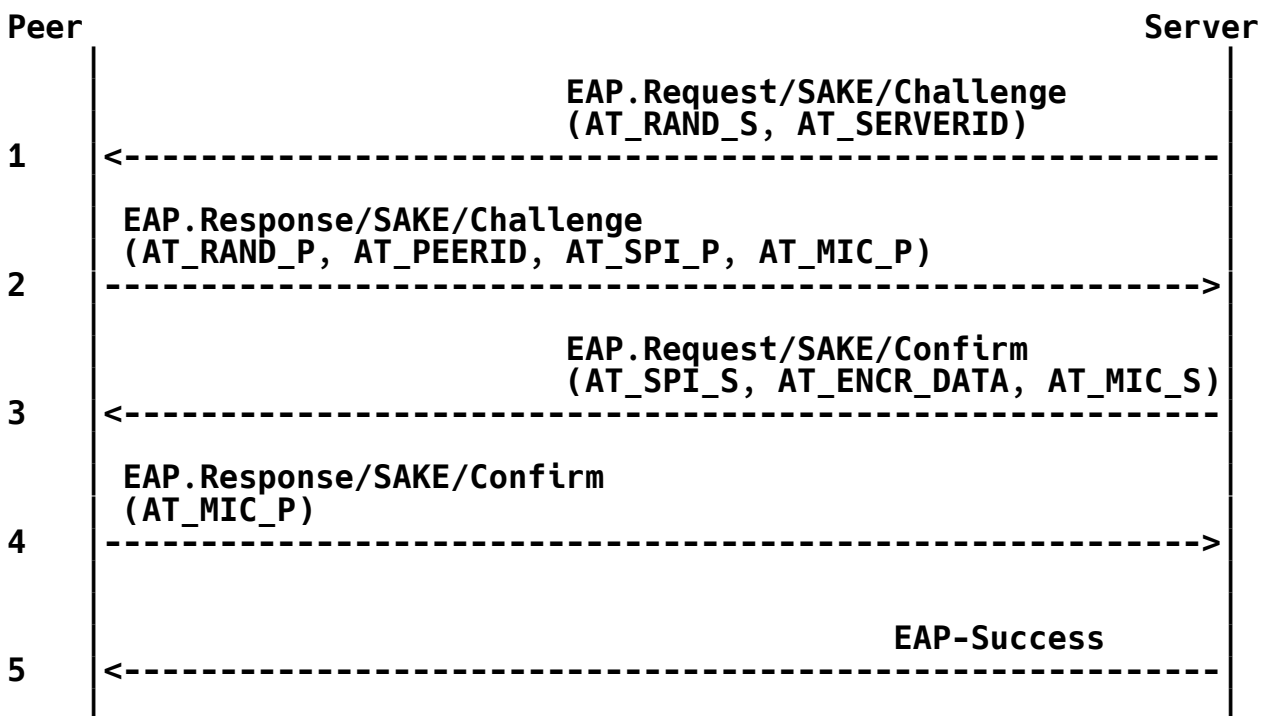 Peer Server
EAP.Request/SAKE/Challenge
(AT_RAND_S, AT_SERVERID)
1 |<---------------------------------------------------------|
EAP.Response/SAKE/Challenge
(AT_RAND_P, AT_PEERID, AT_SPI_P, AT_MIC_P)
2 |--------------------------------------------------------->|
EAP.Request/SAKE/Confirm
(AT_SPI_S, AT_ENCR_DATA, AT_MIC_S)
3 |<---------------------------------------------------------|
EAP.Response/SAKE/Confirm
(AT_MIC_P)
4 |--------------------------------------------------------->|
EAP-Success
5 |<---------------------------------------------------------|